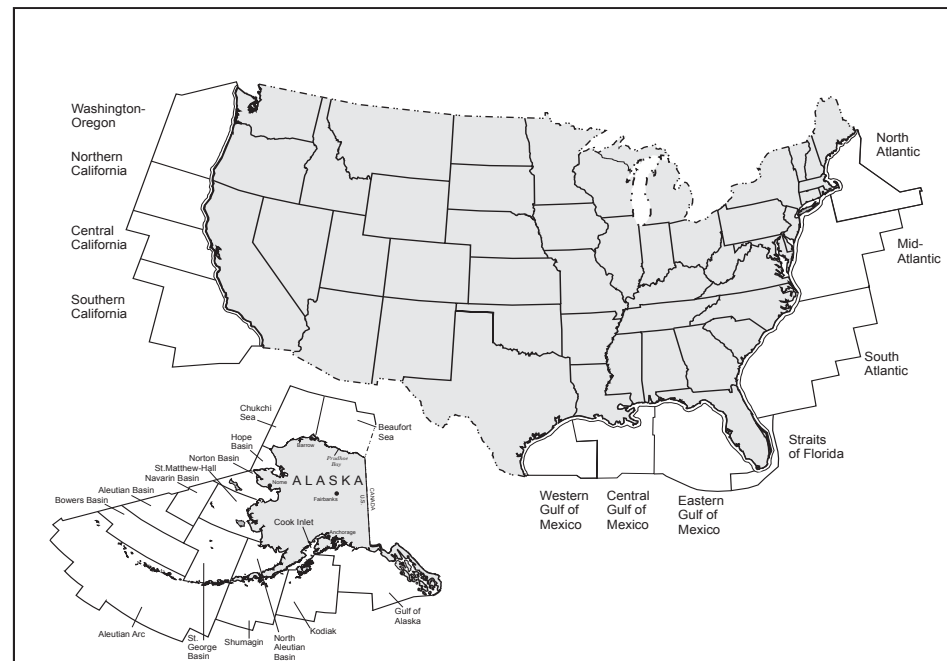 Washington-
Oregon
Northern
California
Central
California
Southern
California
North
Atlantic
Mid-
Atlantic
South
Atlantic
Straits
of Florida
Western
Gulf of
Mexico
Central
Gulf of
Mexico
Eastern
Gulf of
Mexico
Chukchi
Sea
Beaufort
Sea
Hope
Basin
Norton Basin
St.Matthew-Hall
Navarin Basin
Aleutian Basin
Bowers Basin
Barrow
Prudhoe
Bay
Nome
ALASKA
Fairbanks
CANADA
U.S.
Cook Inlet
Anchorage
Gulf of
Alaska
Kodiak
North
Aleutian
Basin
Shumagin
St.
George
Basin
Aleutian Arc